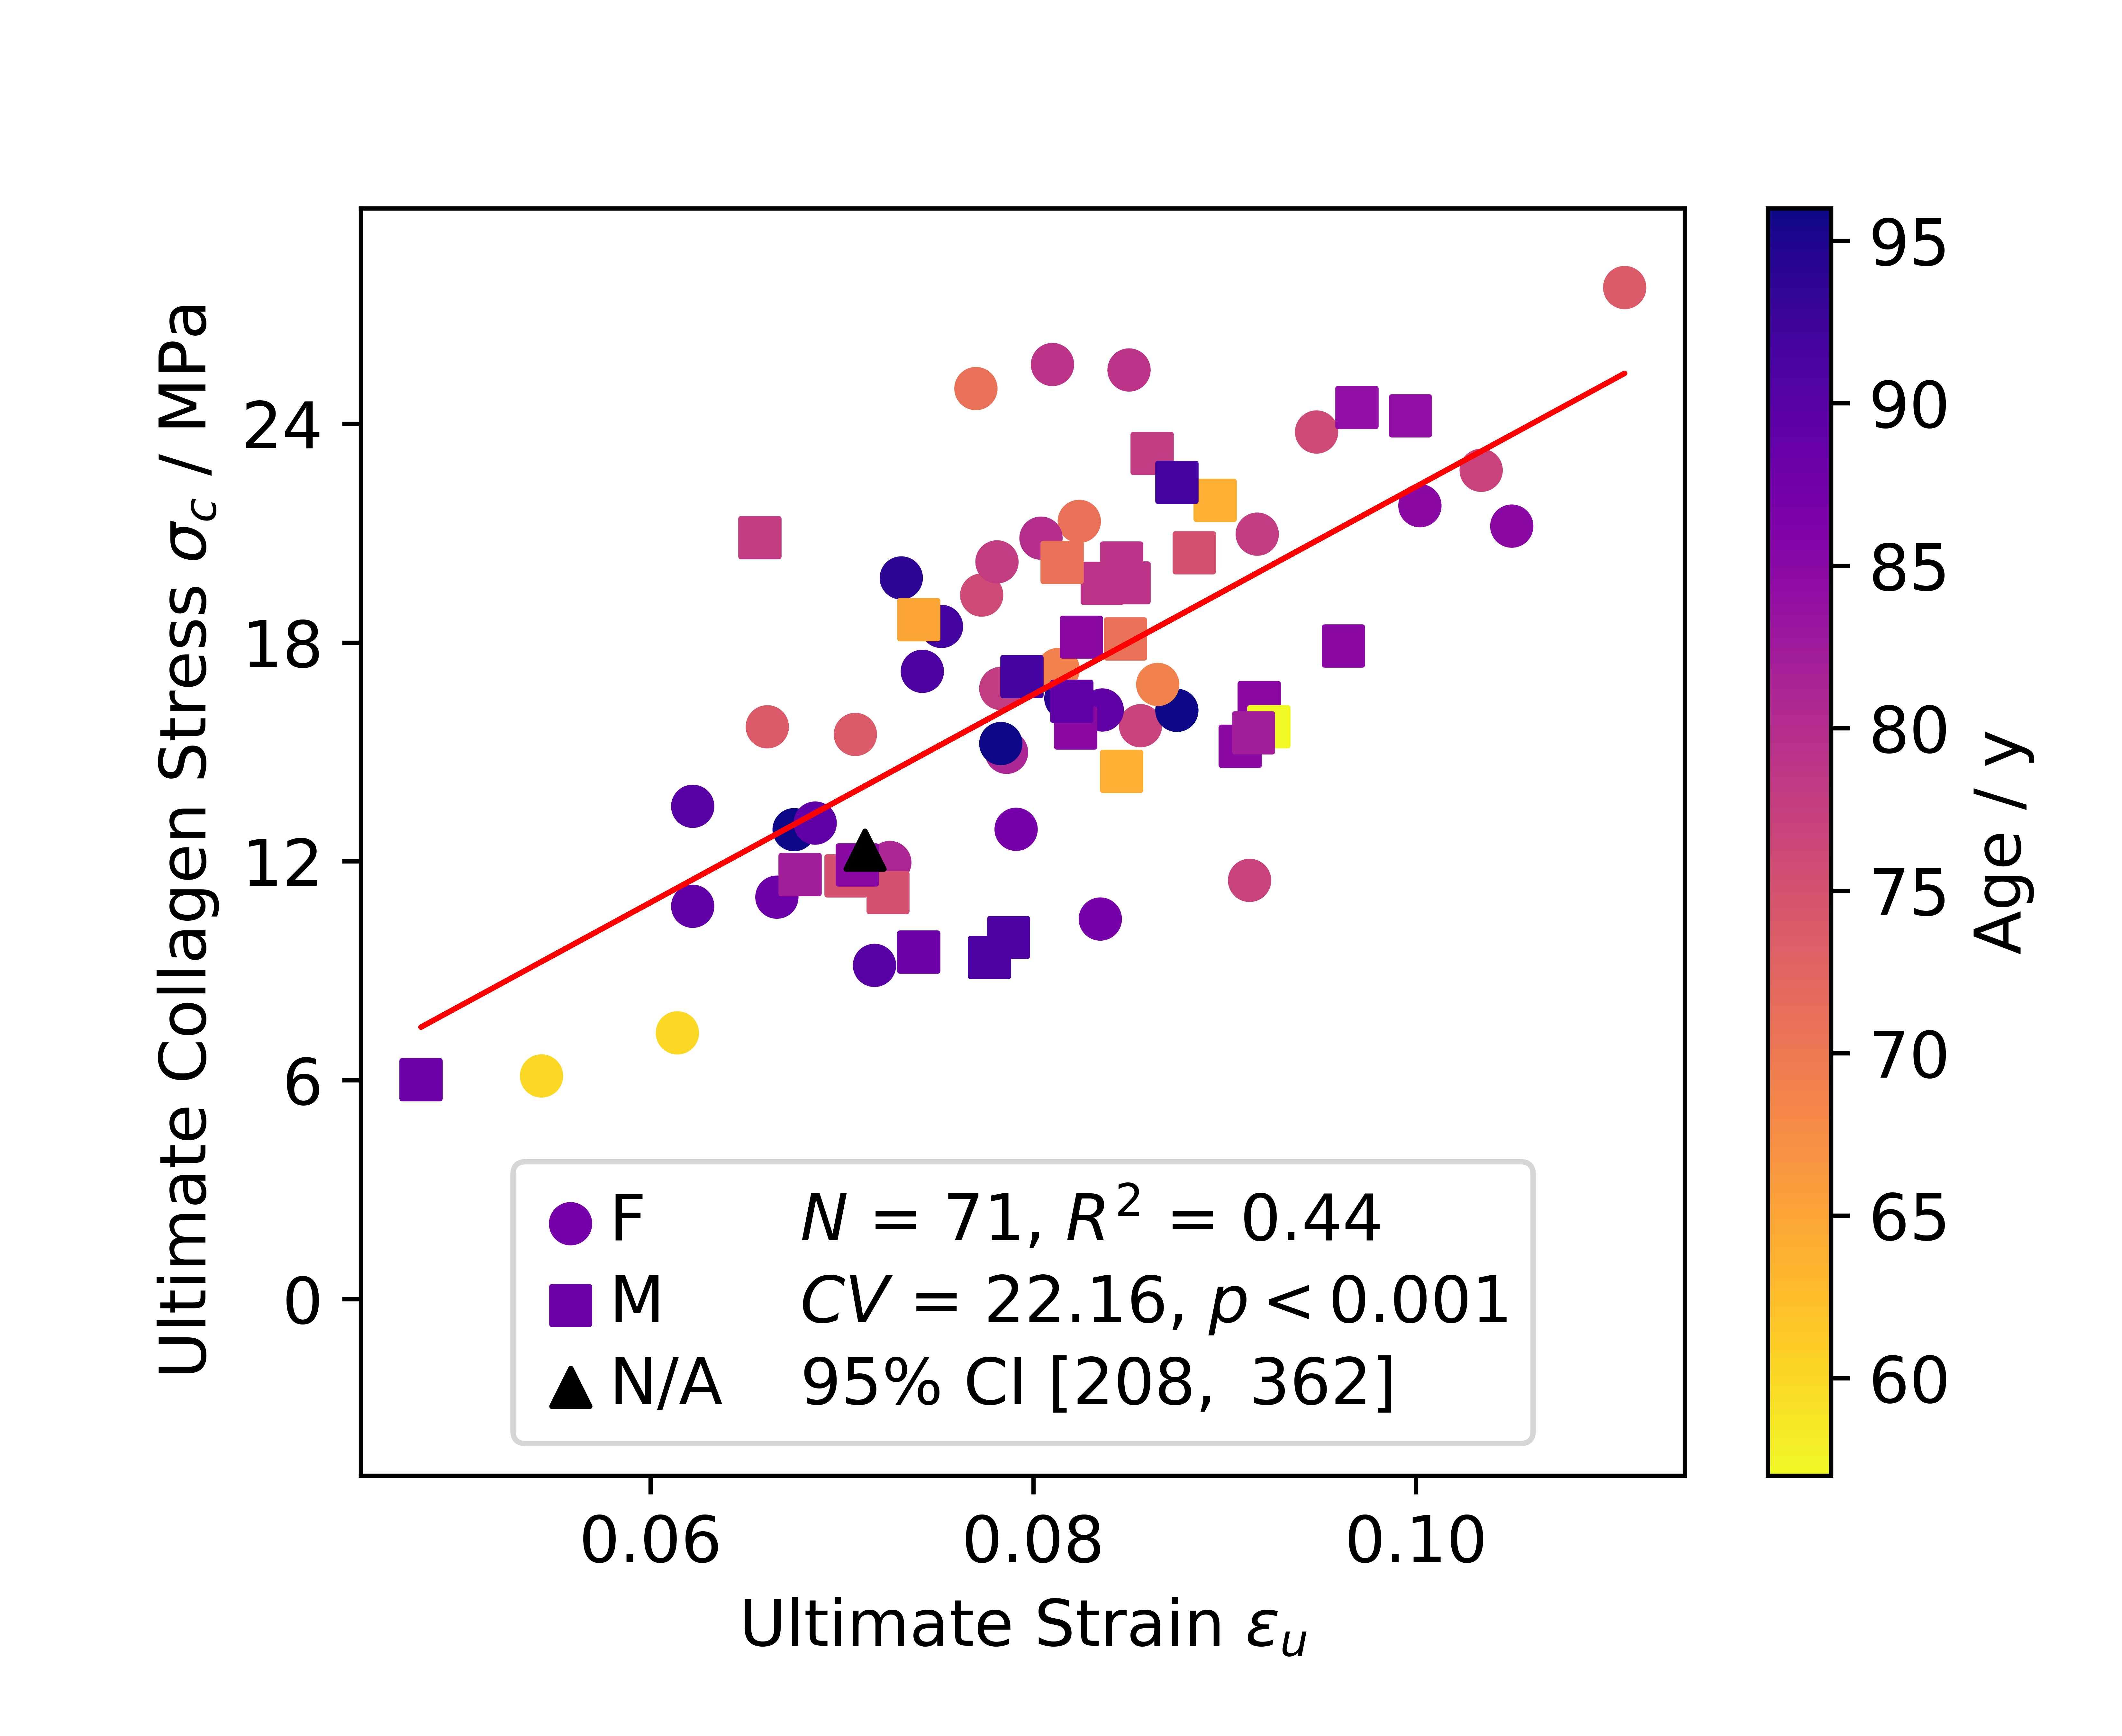 Ultimate Collagen Stress σc / MPa
24
18
12
6
0
F N = 71, R² = 0.44
M CV = 22.16, p < 0.001
N/A 95% CI [208, 362]
0.06 0.08 0.10
Ultimate Strain εu
95
90
85
80
75
70
65
60
Age / y